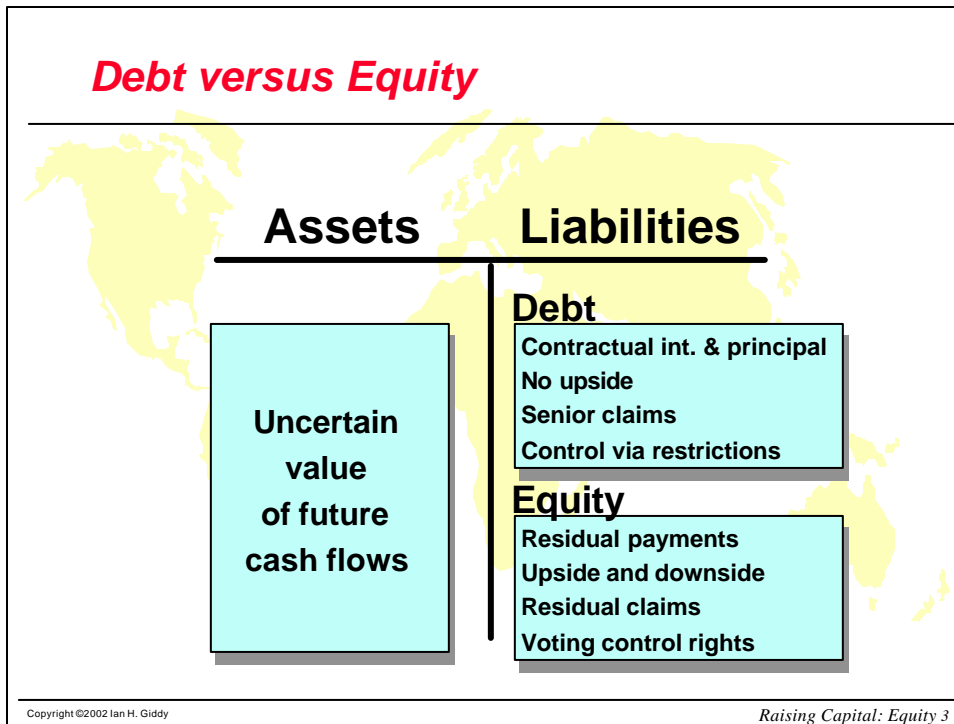 Debt versus Equity
Assets
Liabilities
Uncertain
value
of future
cash flows
Debt
Contractual int. & principal
No upside
Senior claims
Control via restrictions
Equity
Residual payments
Upside and downside
Residual claims
Voting control rights
Copyright ©2002 Ian H. Giddy
Raising Capital: Equity 3